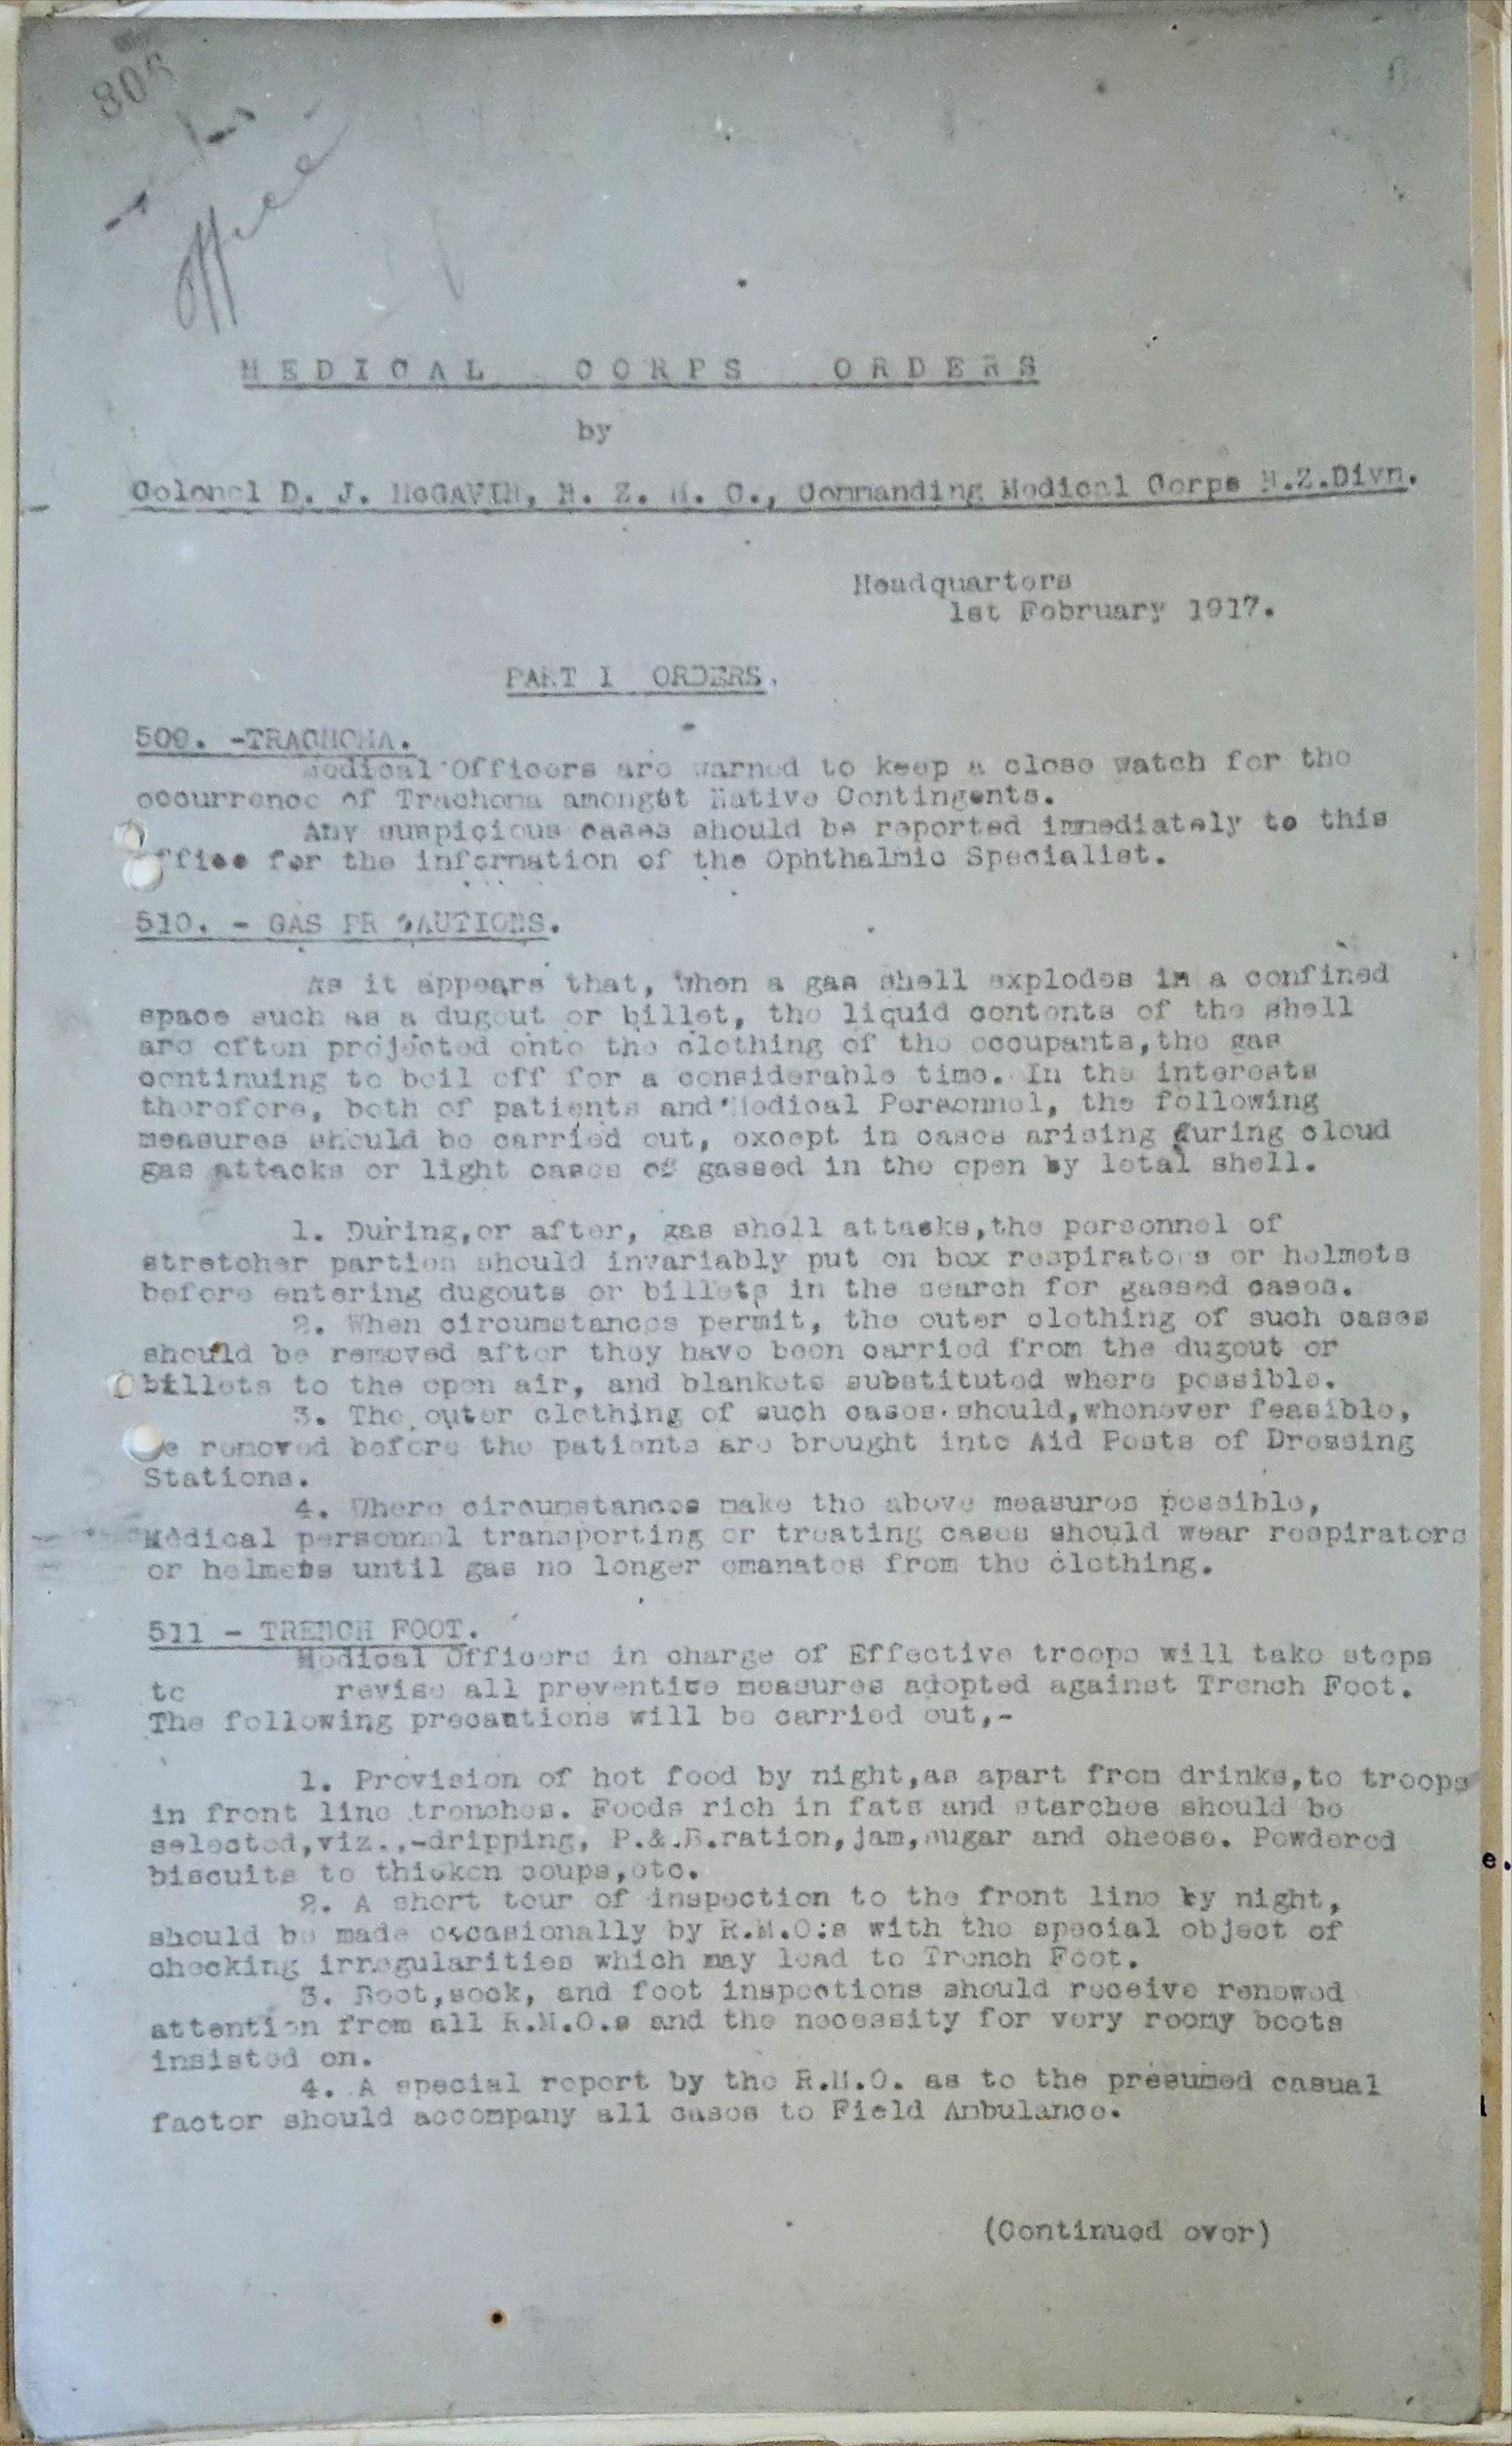 805
Office
MEDICAL CORPS ORDERS
by
Colonel D. J. McGAVIN, N. Z. M. C., Commanding Medical Corps N.Z.Divn.
Headquarters
1st February 1917.
PART I ORDERS.
509. -TRACHOMA.
Medical Officers are warned to keep a close watch for the
occurrence of Trachoma amongst Native Contingents.
Any suspicious cases should be reported immediately to this
ffice for the information of the Ophthalmic Specialist.
510. - GAS PR CAUTIONS.
As it appears that, when a gas shell explodes in a confined
space such as a dugout or billet, the liquid contents of the shell
are often projected onto the clothing of the occupants,the gas
continuing to boil off for a considerable time. In the interests
therefore, both of patients and Medical Personnel, the following
measures should be carried out, except in cases arising during cloud
gas attacks or light cases of gassed in the open by letal shell.
1. During,or after, gas shell attacks,the personnel of
stretcher parties should invariably put on box respirators or helmets
before entering dugouts or billets in the search for gassed cases.
2. When circumstances permit, the outer clothing of such cases
should be removed after they have been carried from the dugout or
billets to the open air, and blankets substituted where possible.
3. The outer clothing of such cases should,whenever feasible,
e removed before the patients are brought into Aid Posts of Dressing
Stations.
4. Where circumstances make the above measures possible,
Medical personnel transporting or treating cases should wear respirators
or helmets until gas no longer emanates from the clothing.
511 - TRENCH FOOT.
Medical Officers in charge of Effective troops will take steps
to revise all preventive measures adopted against Trench Foot.
The following precautions will be carried out,-
1. Provision of hot food by night,as apart from drinks,to troops
in front line trenches. Foods rich in fats and starches should be
selected,viz.,-dripping, P.&.B.ration,jam,sugar and cheese. Powdered
biscuits to thicken soups,etc.
2. A short tour of inspection to the front line by night,
should be made occasionally by R.M.O:s with the special object of
checking irregularities which may lead to Trench Foot.
3. Boot,sock, and foot inspections should receive renewed
attention from all R.M.O.s and the necessity for very roomy boots
insisted on.
4. A special report by the R.M.O. as to the presumed casual
factor should accompany all cases to Field Ambulance.
(Continued over)